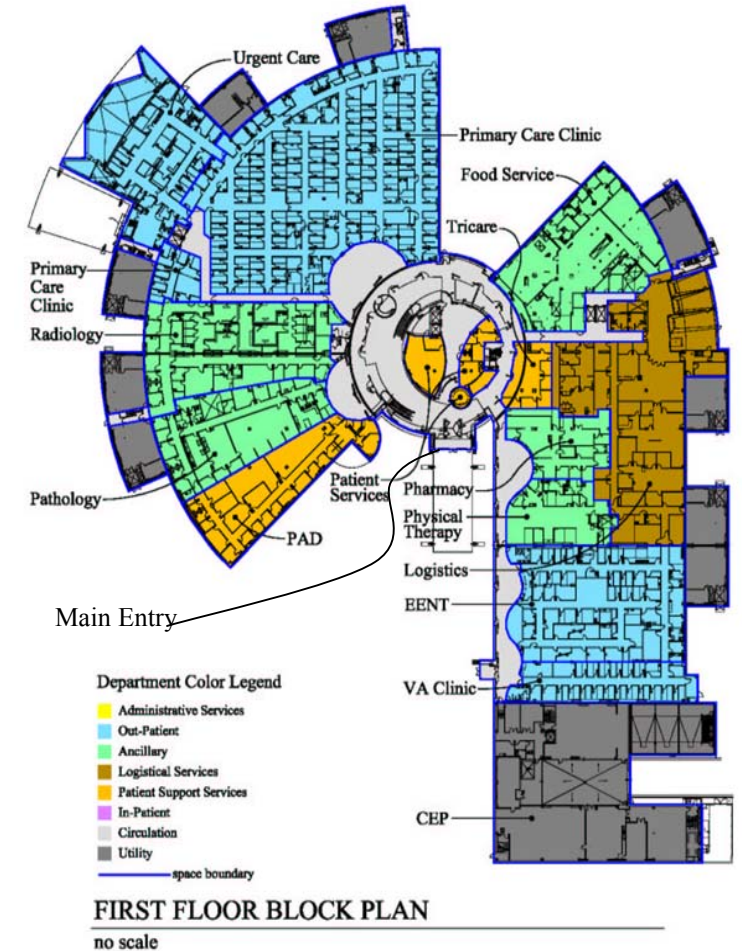 Urgent Care
Primary Care Clinic
Food Service
Tricare
Primary
Care
Clinic
Radiology
Pathology
Patient
Services
Pharmacy
Physical
Therapy
PAD
Logistics
EENT
Main Entry
VA Clinic
CEP
Department Color Legend
Administrative Services
Out-Patient
Ancillary
Logistical Services
Patient Support Services
In-Patient
Circulation
Utility
space boundary
FIRST FLOOR BLOCK PLAN
no scale